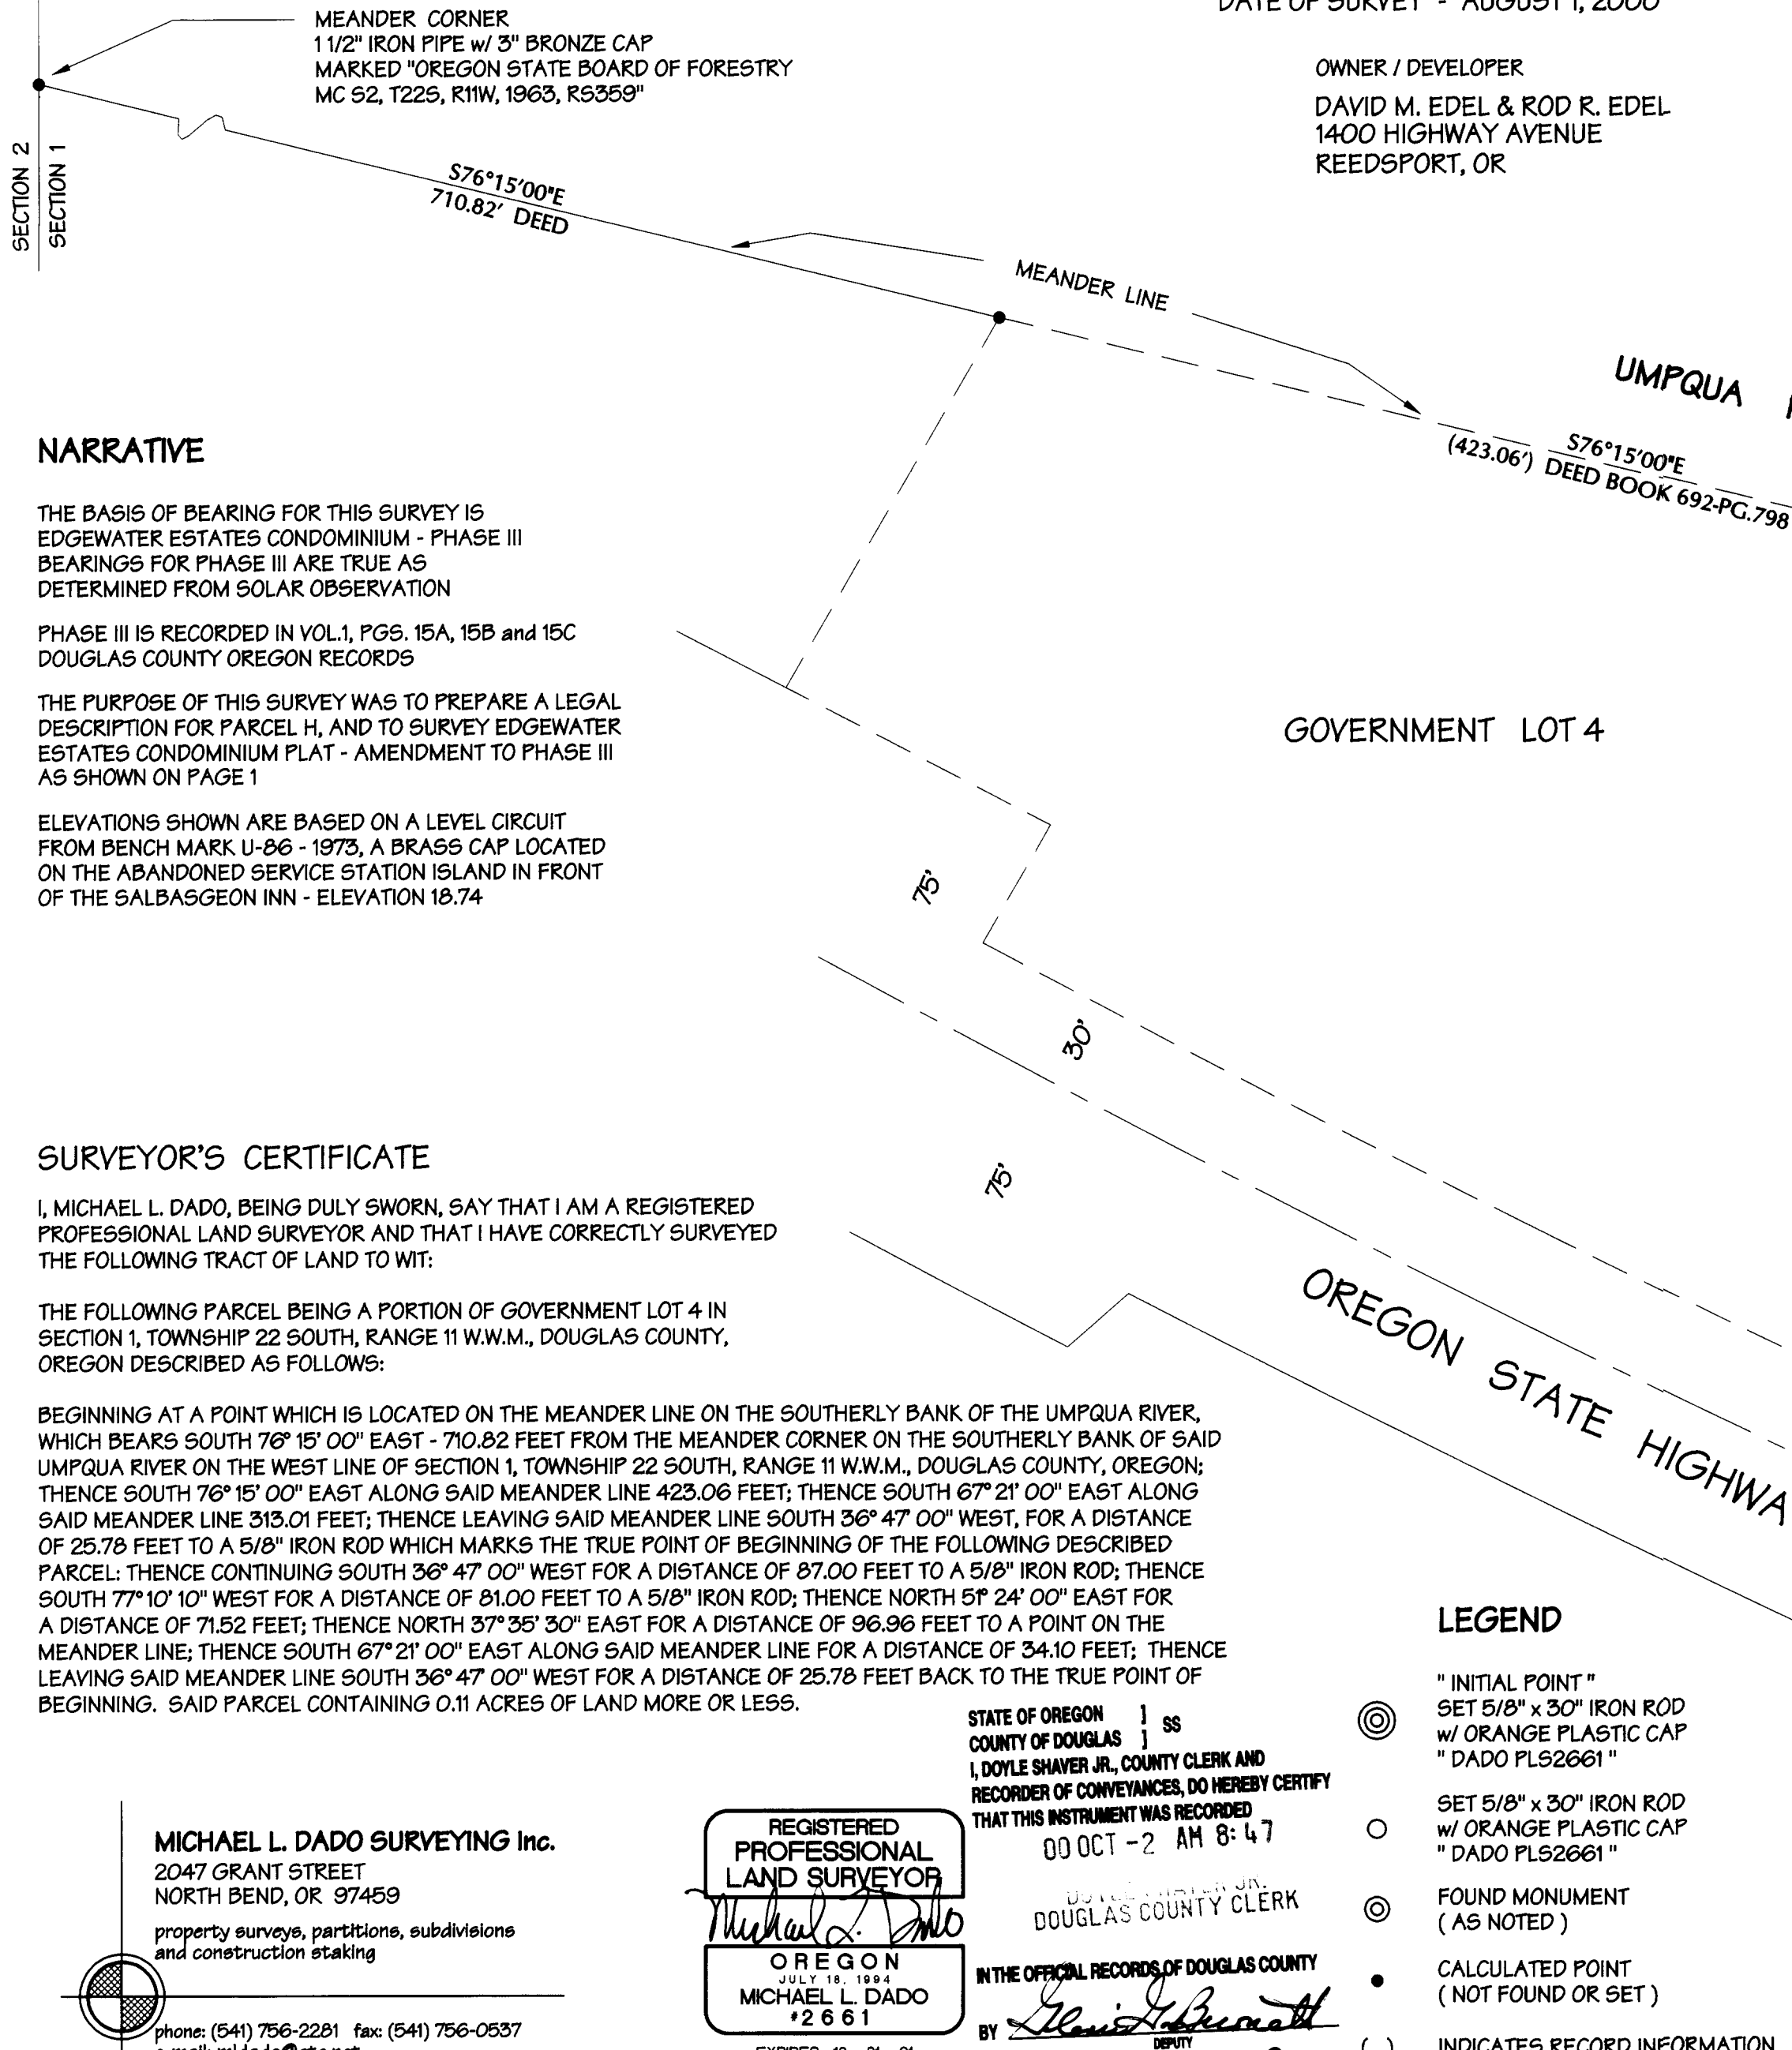 DATE OF SURVEY - AUGUST 1, 2000
MEANDER CORNER
1 1/2" IRON PIPE w/ 3" BRONZE CAP
MARKED "OREGON STATE BOARD OF FORESTRY
MC S2, T22S, R11W, 1963, RS359"
OWNER / DEVELOPER
DAVID M. EDEL & ROD R. EDEL
1400 HIGHWAY AVENUE
REEDSPORT, OR
SECTION 2
SECTION 1
S76°15'00"E
710.82' DEED
MEANDER LINE
UMPQUA
S76°15'00"E
(423.06') DEED BOOK 692-PG.798
NARRATIVE
THE BASIS OF BEARING FOR THIS SURVEY IS
EDGEWATER ESTATES CONDOMINIUM - PHASE III
BEARINGS FOR PHASE III ARE TRUE AS
DETERMINED FROM SOLAR OBSERVATION
PHASE III IS RECORDED IN VOL.1, PGS. 15A, 15B and 15C
DOUGLAS COUNTY OREGON RECORDS
THE PURPOSE OF THIS SURVEY WAS TO PREPARE A LEGAL
DESCRIPTION FOR PARCEL H, AND TO SURVEY EDGEWATER
ESTATES CONDOMINIUM PLAT - AMENDMENT TO PHASE III
AS SHOWN ON PAGE 1
ELEVATIONS SHOWN ARE BASED ON A LEVEL CIRCUIT
FROM BENCH MARK U-86 - 1973, A BRASS CAP LOCATED
ON THE ABANDONED SERVICE STATION ISLAND IN FRONT
OF THE SALBASGEON INN - ELEVATION 18.74
GOVERNMENT LOT 4
75'
30'
75'
OREGON STATE HIGHWA
SURVEYOR'S CERTIFICATE
I, MICHAEL L. DADO, BEING DULY SWORN, SAY THAT I AM A REGISTERED
PROFESSIONAL LAND SURVEYOR AND THAT I HAVE CORRECTLY SURVEYED
THE FOLLOWING TRACT OF LAND TO WIT:
THE FOLLOWING PARCEL BEING A PORTION OF GOVERNMENT LOT 4 IN
SECTION 1, TOWNSHIP 22 SOUTH, RANGE 11 W.W.M., DOUGLAS COUNTY,
OREGON DESCRIBED AS FOLLOWS:
BEGINNING AT A POINT WHICH IS LOCATED ON THE MEANDER LINE ON THE SOUTHERLY BANK OF THE UMPQUA RIVER,
WHICH BEARS SOUTH 76° 15' 00" EAST - 710.82 FEET FROM THE MEANDER CORNER ON THE SOUTHERLY BANK OF SAID
UMPQUA RIVER ON THE WEST LINE OF SECTION 1, TOWNSHIP 22 SOUTH, RANGE 11 W.W.M., DOUGLAS COUNTY, OREGON;
THENCE SOUTH 76° 15' 00" EAST ALONG SAID MEANDER LINE 423.06 FEET; THENCE SOUTH 67° 21' 00" EAST ALONG
SAID MEANDER LINE 313.01 FEET; THENCE LEAVING SAID MEANDER LINE SOUTH 36° 47' 00" WEST, FOR A DISTANCE
OF 25.78 FEET TO A 5/8" IRON ROD WHICH MARKS THE TRUE POINT OF BEGINNING OF THE FOLLOWING DESCRIBED
PARCEL: THENCE CONTINUING SOUTH 36° 47' 00" WEST FOR A DISTANCE OF 87.00 FEET TO A 5/8" IRON ROD; THENCE
SOUTH 77° 10' 10" WEST FOR A DISTANCE OF 81.00 FEET TO A 5/8" IRON ROD; THENCE NORTH 51° 24' 00" EAST FOR
A DISTANCE OF 71.52 FEET; THENCE NORTH 37° 35' 30" EAST FOR A DISTANCE OF 96.96 FEET TO A POINT ON THE
MEANDER LINE; THENCE SOUTH 67° 21' 00" EAST ALONG SAID MEANDER LINE FOR A DISTANCE OF 34.10 FEET; THENCE
LEAVING SAID MEANDER LINE SOUTH 36° 47' 00" WEST FOR A DISTANCE OF 25.78 FEET BACK TO THE TRUE POINT OF
BEGINNING. SAID PARCEL CONTAINING 0.11 ACRES OF LAND MORE OR LESS.
MICHAEL L. DADO SURVEYING Inc.
2047 GRANT STREET
NORTH BEND, OR 97459
property surveys, partitions, subdivisions
and construction staking
phone: (541) 756-2281 fax: (541) 756-0537
REGISTERED
PROFESSIONAL
LAND SURVEYOR
Michael L. Dado
OREGON
JULY 18, 1994
MICHAEL L. DADO
#2661
STATE OF OREGON ] SS
COUNTY OF DOUGLAS ]
I, DOYLE SHAVER JR., COUNTY CLERK AND
RECORDER OF CONVEYANCES, DO HEREBY CERTIFY
THAT THIS INSTRUMENT WAS RECORDED
00 OCT -2 AM 8:47
DOUGLAS COUNTY CLERK
IN THE OFFICIAL RECORDS OF DOUGLAS COUNTY
BY
DEPUTY
LEGEND
" INITIAL POINT "
SET 5/8" x 30" IRON ROD
w/ ORANGE PLASTIC CAP
" DADO PLS2661 "
SET 5/8" x 30" IRON ROD
w/ ORANGE PLASTIC CAP
" DADO PLS2661 "
FOUND MONUMENT
( AS NOTED )
CALCULATED POINT
( NOT FOUND OR SET )
( ) INDICATES RECORD INFORMATION